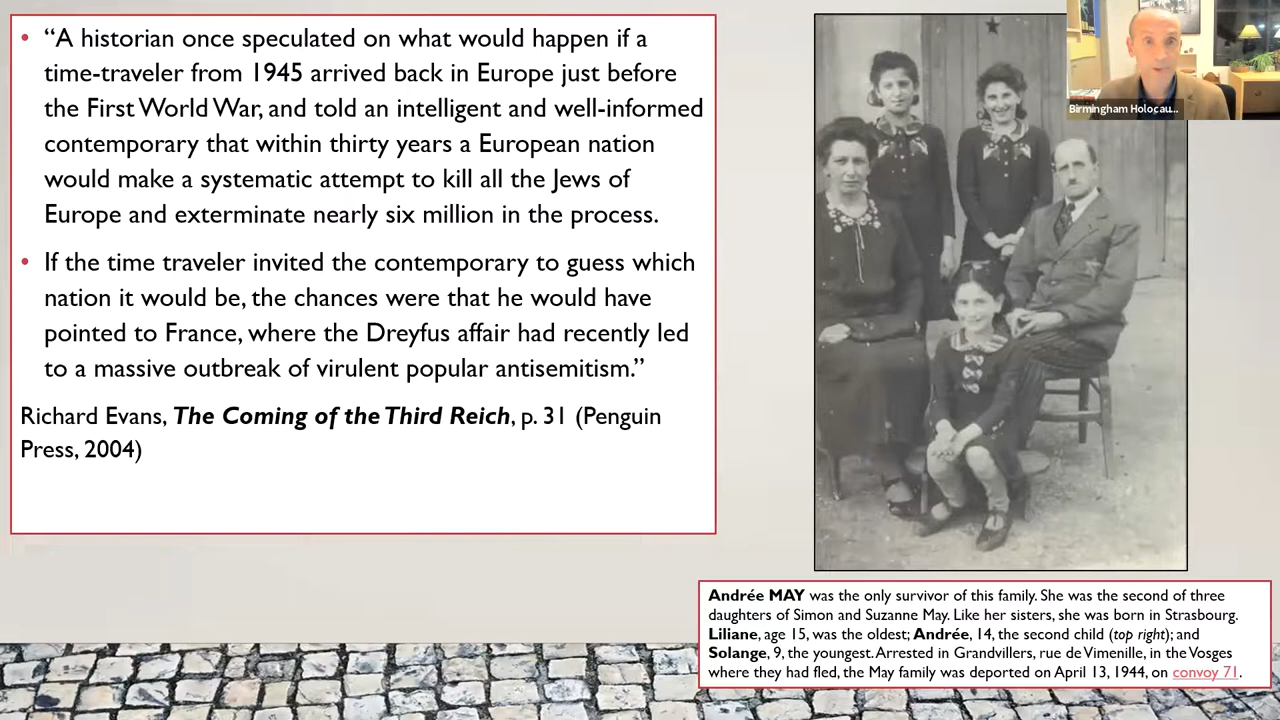 • “A historian once speculated on what would happen if a
time-traveler from 1945 arrived back in Europe just before
the First World War, and told an intelligent and well-informed
contemporary that within thirty years a European nation
would make a systematic attempt to kill all the Jews of
Europe and exterminate nearly six million in the process.
• If the time traveler invited the contemporary to guess which
nation it would be, the chances were that he would have
pointed to France, where the Dreyfus affair had recently led
to a massive outbreak of virulent popular antisemitism.”
Richard Evans, The Coming of the Third Reich, p. 31 (Penguin
Press, 2004)
Birmingham Holocau...
Andrée MAY was the only survivor of this family. She was the second of three
daughters of Simon and Suzanne May. Like her sisters, she was born in Strasbourg.
Liliane, age 15, was the oldest; Andrée, 14, the second child (top right); and
Solange, 9, the youngest. Arrested in Grandvillers, rue de Vimenille, in the Vosges
where they had fled, the May family was deported on April 13, 1944, on convoy 71.